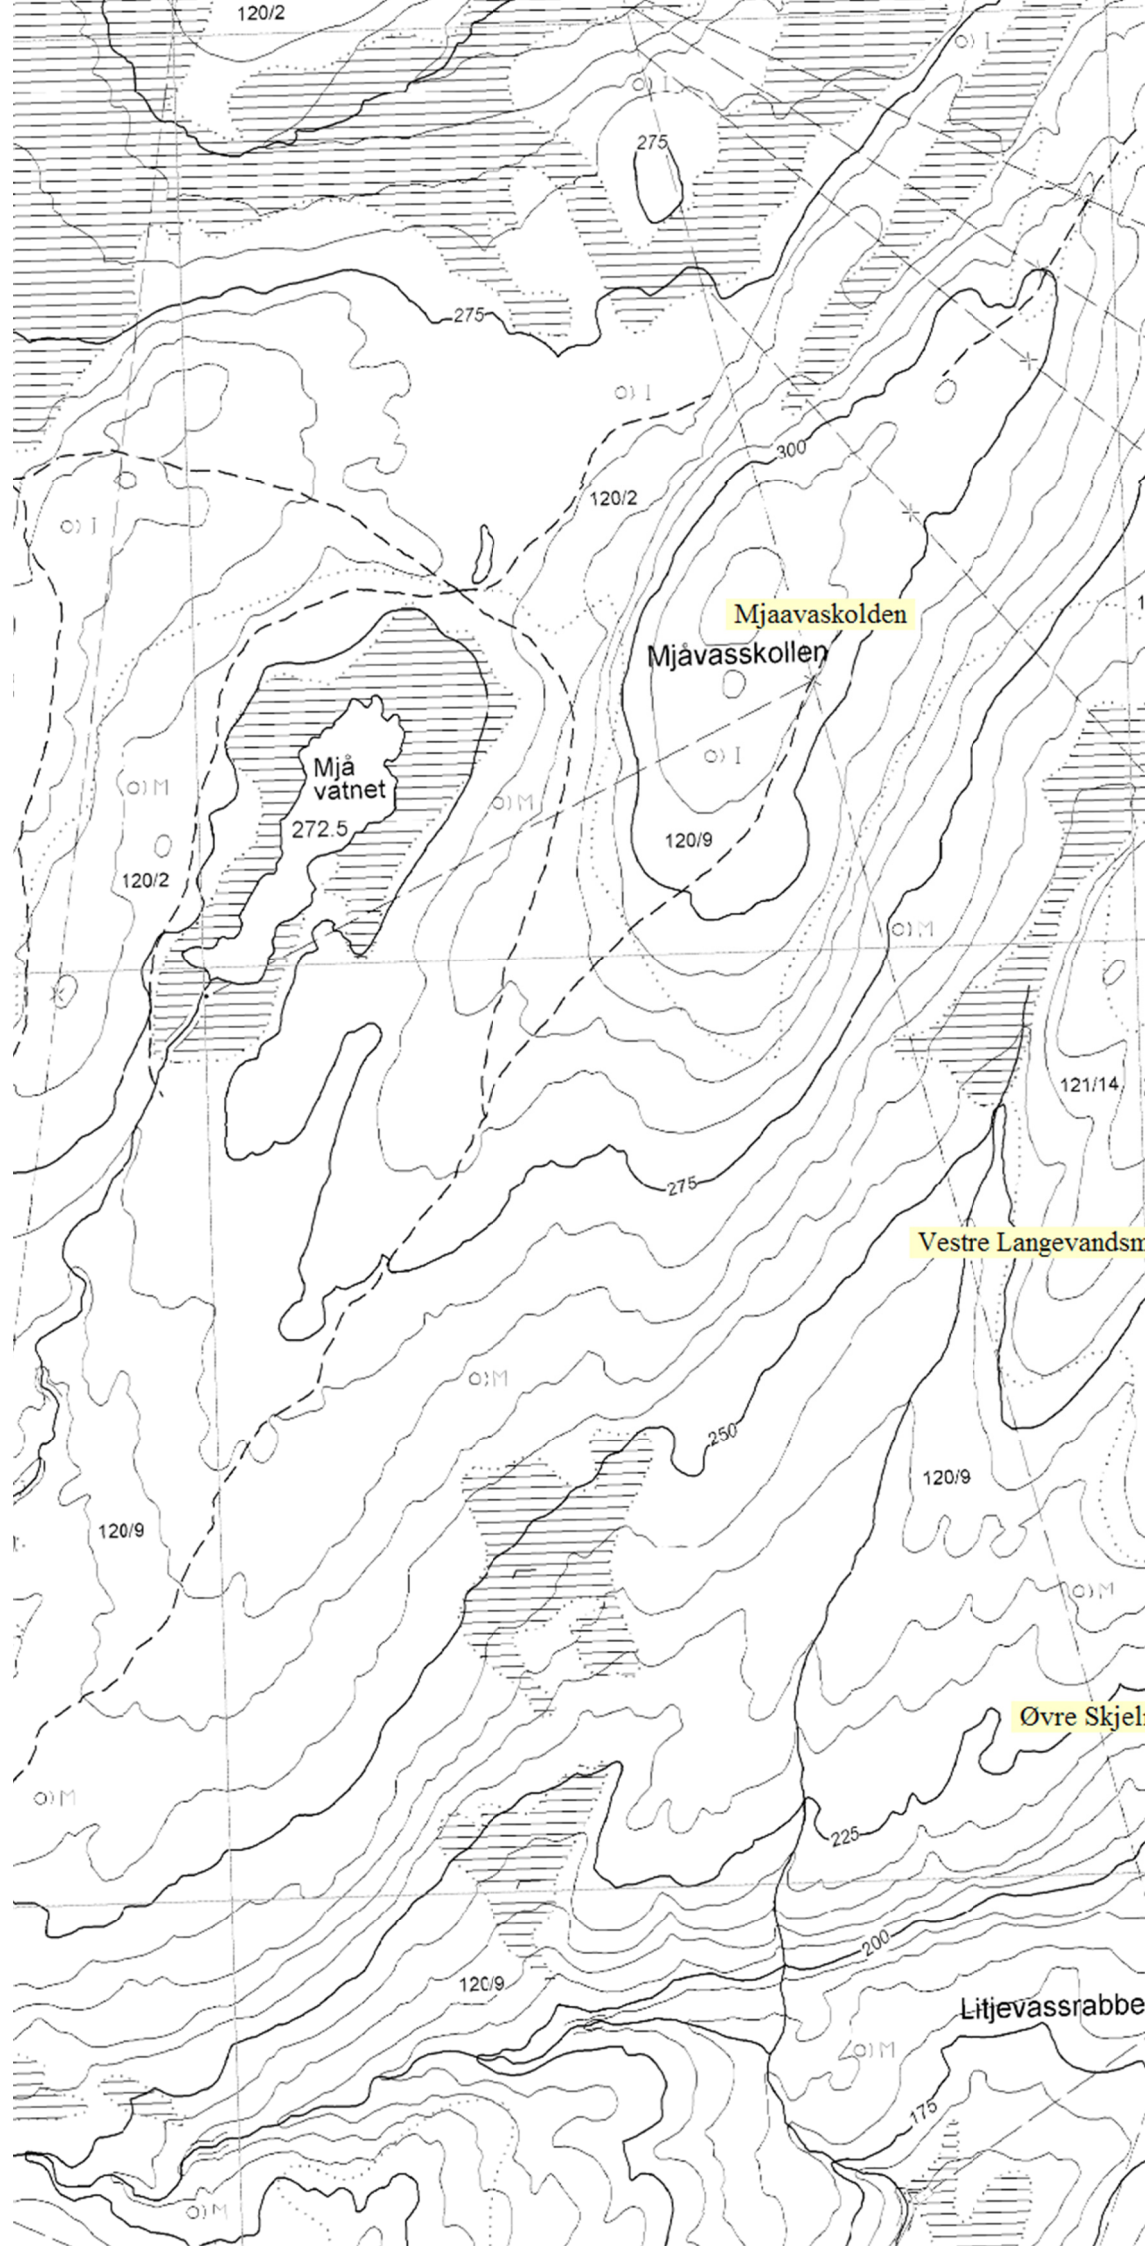 120/2
O) I
O) I
275
275
O) I
300
120/2
O) I
Mjaavaskolden
Mjåvasskollen
O) I
Mjå
vatnet
272.5
O) M
O) M
120/9
120/2
O) M
121/14
275
Vestre Langevandsm
O) M
250
120/9
120/9
O) M
Øvre Skjel
O) M
225
200
120/9
Litjevassrabbe
O) M
175
O) M